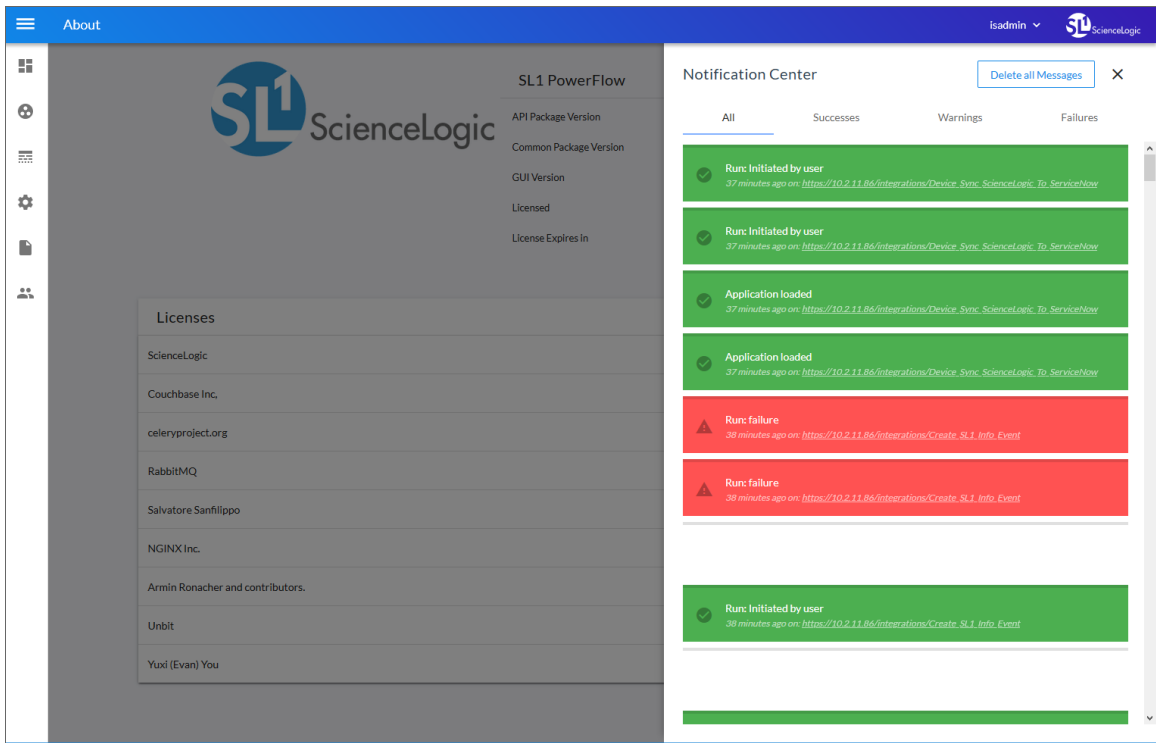 About
isadmin
SL1 ScienceLogic
SL1 ScienceLogic
SL1 PowerFlow
API Package Version
Common Package Version
GUI Version
Licensed
License Expires in
Licenses
ScienceLogic
Couchbase Inc,
celeryproject.org
RabbitMQ
Salvatore Sanfilippo
NGINX Inc.
Armin Ronacher and contributors.
Unbit
Yuxi (Evan) You
Notification Center
Delete all Messages
All Successes Warnings Failures
Run: Initiated by user
37 minutes ago on: https://10.2.11.86/integrations/Device_Sync_ScienceLogic_To_ServiceNow
Run: Initiated by user
37 minutes ago on: https://10.2.11.86/integrations/Device_Sync_ScienceLogic_To_ServiceNow
Application loaded
37 minutes ago on: https://10.2.11.86/integrations/Device_Sync_ScienceLogic_To_ServiceNow
Application loaded
37 minutes ago on: https://10.2.11.86/integrations/Device_Sync_ScienceLogic_To_ServiceNow
Run: failure
38 minutes ago on: https://10.2.11.86/integrations/Create_SL1_Info_Event
Run: failure
38 minutes ago on: https://10.2.11.86/integrations/Create_SL1_Info_Event
Run: Initiated by user
38 minutes ago on: https://10.2.11.86/integrations/Create_SL1_Info_Event